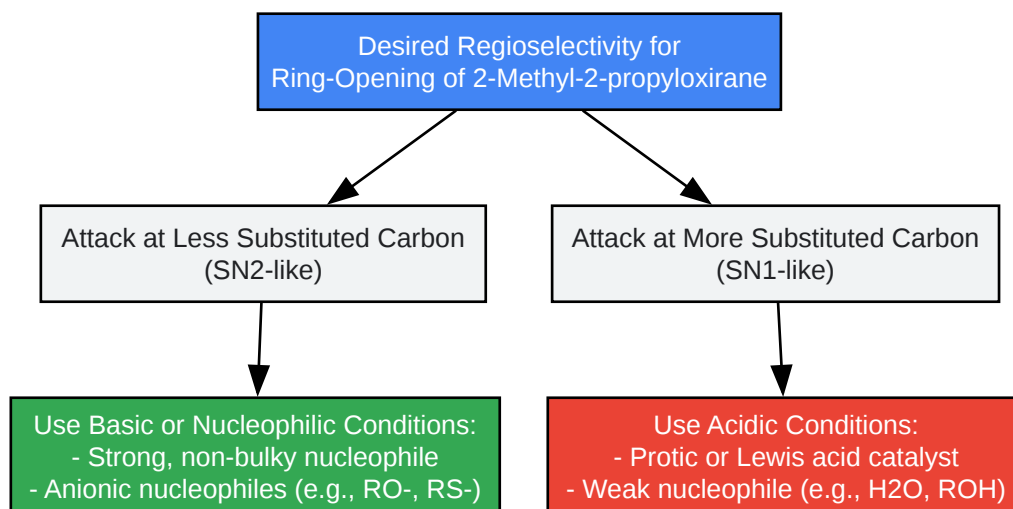 Desired Regioselectivity for
Ring-Opening of 2-Methyl-2-propyloxirane
Attack at Less Substituted Carbon
(SN2-like)
Attack at More Substituted Carbon
(SN1-like)
Use Basic or Nucleophilic Conditions:
- Strong, non-bulky nucleophile
- Anionic nucleophiles (e.g., RO-, RS-)
Use Acidic Conditions:
- Protic or Lewis acid catalyst
- Weak nucleophile (e.g., H2O, ROH)